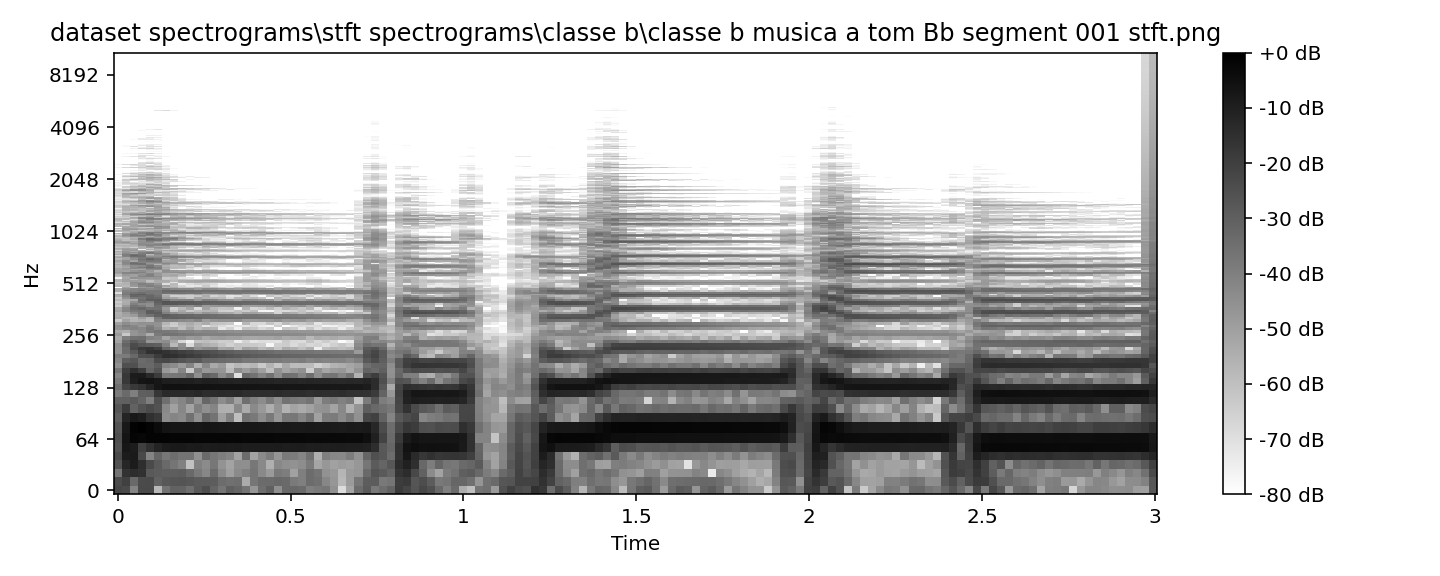 dataset spectrograms\stft spectrograms\classe b\classe b musica a tom Bb segment 001 stft.png
8192
4096
2048
1024
512
256
128
64
0
Hz
0
0.5
1
1.5
2
2.5
3
Time
+0 dB
-10 dB
-20 dB
-30 dB
-40 dB
-50 dB
-60 dB
-70 dB
-80 dB